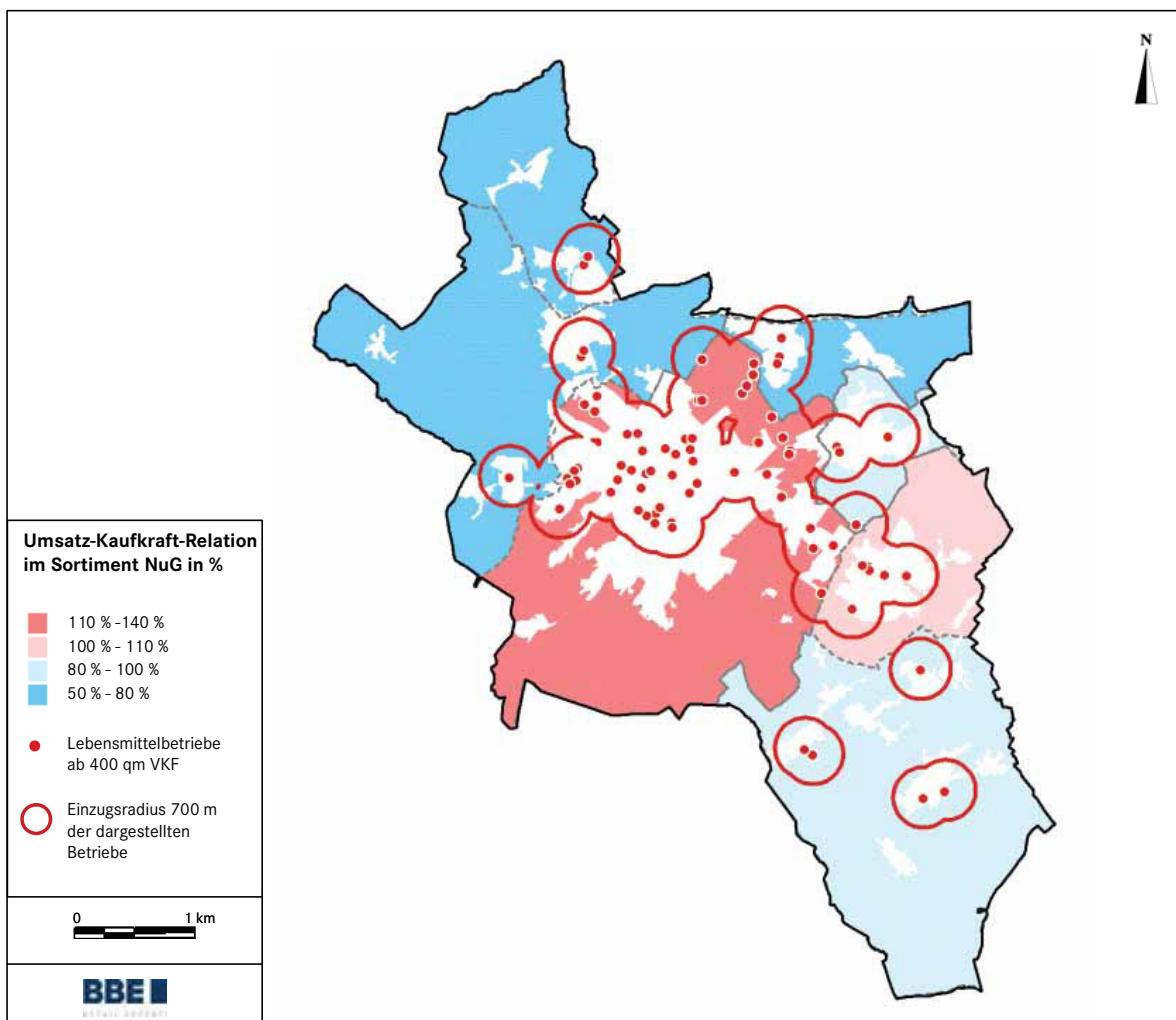 N
Umsatz-Kaufkraft-Relation
im Sortiment NuG in %
110 % -140 %
100 % - 110 %
80 % - 100 %
50 % - 80 %
Lebensmittelbetriebe
ab 400 qm VKF
Einzugsradius 700 m
der dargestellten
Betriebe
0 1 km
BBE